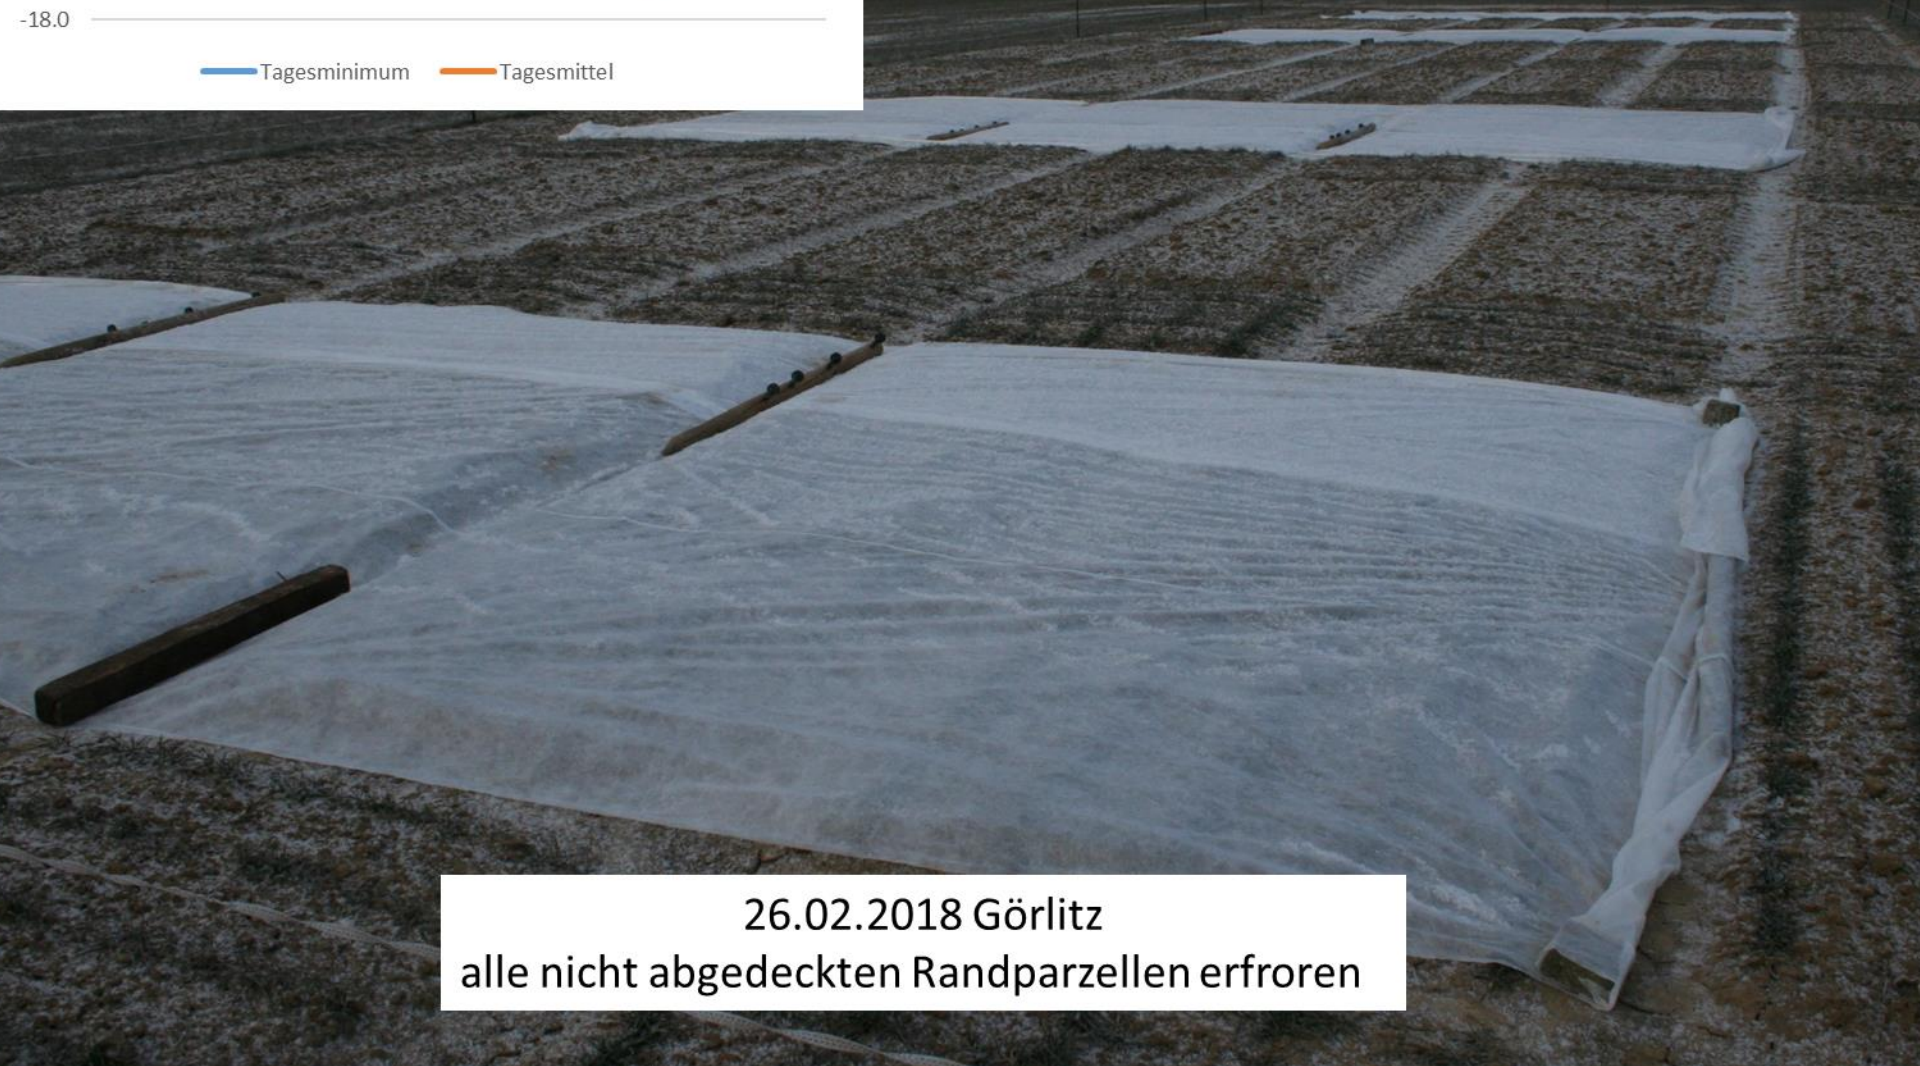 -18.0
Tagesminimum Tagesmittel
26.02.2018 Görlitz
alle nicht abgedeckten Randparzellen erfroren